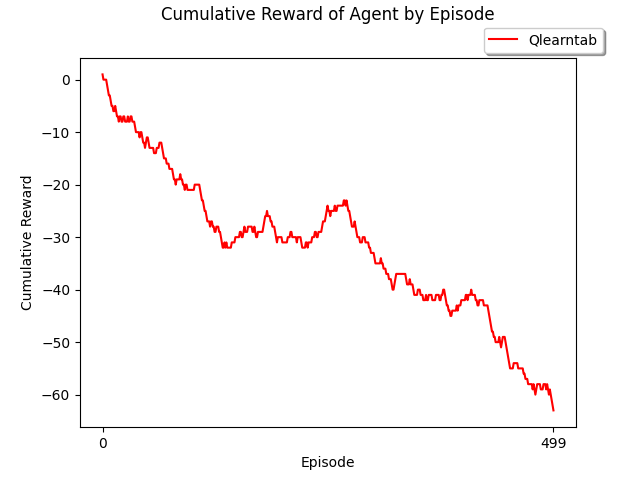 Cumulative Reward of Agent by Episode
Qlearntab
0
−10
−20
−30
−40
−50
−60
Cumulative Reward
0
499
Episode